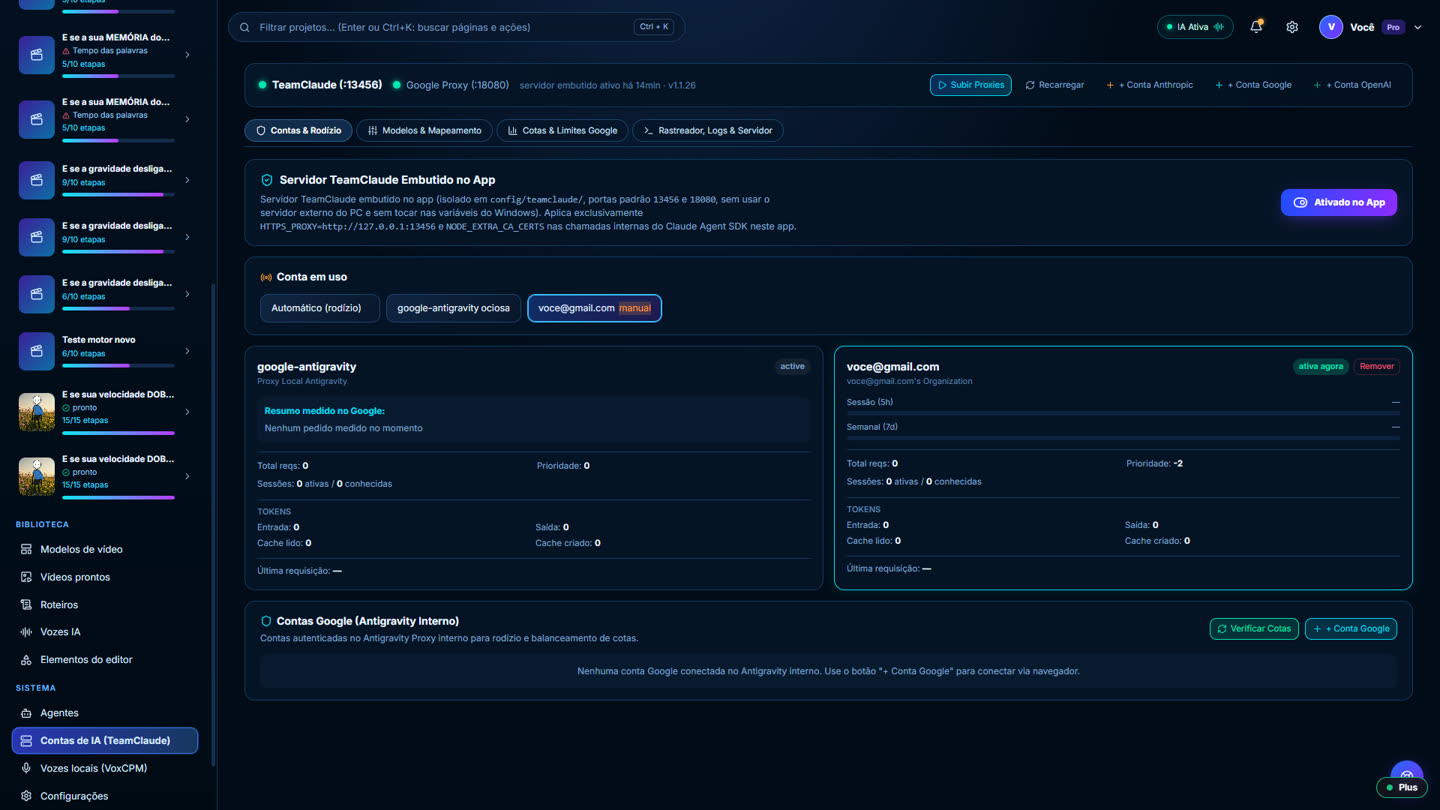 5/10 etapas
E se a sua MEMÓRIA do...
Tempo das palavras
5/10 etapas
E se a sua MEMÓRIA do...
Tempo das palavras
5/10 etapas
E se a gravidade desliga...
9/10 etapas
E se a gravidade desliga...
9/10 etapas
E se a gravidade desliga...
6/10 etapas
Teste motor novo
6/10 etapas
E se sua velocidade DOB...
pronto
15/15 etapas
E se sua velocidade DOB...
pronto
15/15 etapas
BIBLIOTECA
Modelos de vídeo
Vídeos prontos
Roteiros
Vozes IA
Elementos do editor
SISTEMA
Agentes
Contas de IA (TeamClaude)
Vozes locais (VoxCPM)
Configurações
Filtrar projetos... (Enter ou Ctrl+K: buscar páginas e ações) Ctrl + K
IA Ativa
V Você Pro
TeamClaude (:13456) Google Proxy (:18080) servidor embutido ativo há 14min · v1.1.26
Subir Proxies Recarregar + + Conta Anthropic + + Conta Google + + Conta OpenAI
Contas & Rodízio Modelos & Mapeamento Cotas & Limites Google Rastreador, Logs & Servidor
Servidor TeamClaude Embutido no App
Servidor TeamClaude embutido no app (isolado em config/teamclaude/, portas padrão 13456 e 18080, sem usar o
servidor externo do PC e sem tocar nas variáveis do Windows). Aplica exclusivamente
HTTPS_PROXY=http://127.0.0.1:13456 e NODE_EXTRA_CA_CERTS nas chamadas internas do Claude Agent SDK neste app.
Ativado no App
Conta em uso
Automático (rodízio) google-antigravity ociosa voce@gmail.com manual
google-antigravity active
Proxy Local Antigravity
Resumo medido no Google:
Nenhum pedido medido no momento
Total reqs: 0 Prioridade: 0
Sessões: 0 ativas / 0 conhecidas
TOKENS
Entrada: 0 Saída: 0
Cache lido: 0 Cache criado: 0
Última requisição: —
voce@gmail.com ativa agora Remover
voce@gmail.com's Organization
Sessão (5h) —
Semanal (7d) —
Total reqs: 0 Prioridade: -2
Sessões: 0 ativas / 0 conhecidas
TOKENS
Entrada: 0 Saída: 0
Cache lido: 0 Cache criado: 0
Última requisição: —
Contas Google (Antigravity Interno)
Contas autenticadas no Antigravity Proxy interno para rodízio e balanceamento de cotas.
Verificar Cotas + + Conta Google
Nenhuma conta Google conectada no Antigravity interno. Use o botão "+ Conta Google" para conectar via navegador.
Plus